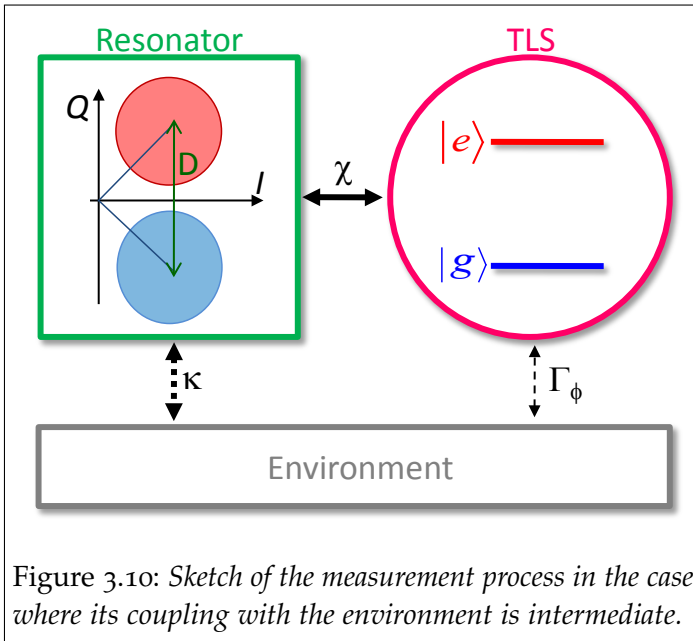 Resonator
TLS
Q
D
I
χ
|e⟩
|g⟩
κ
Γϕ
Environment
Figure 3.10: Sketch of the measurement process in the case
where its coupling with the environment is intermediate.